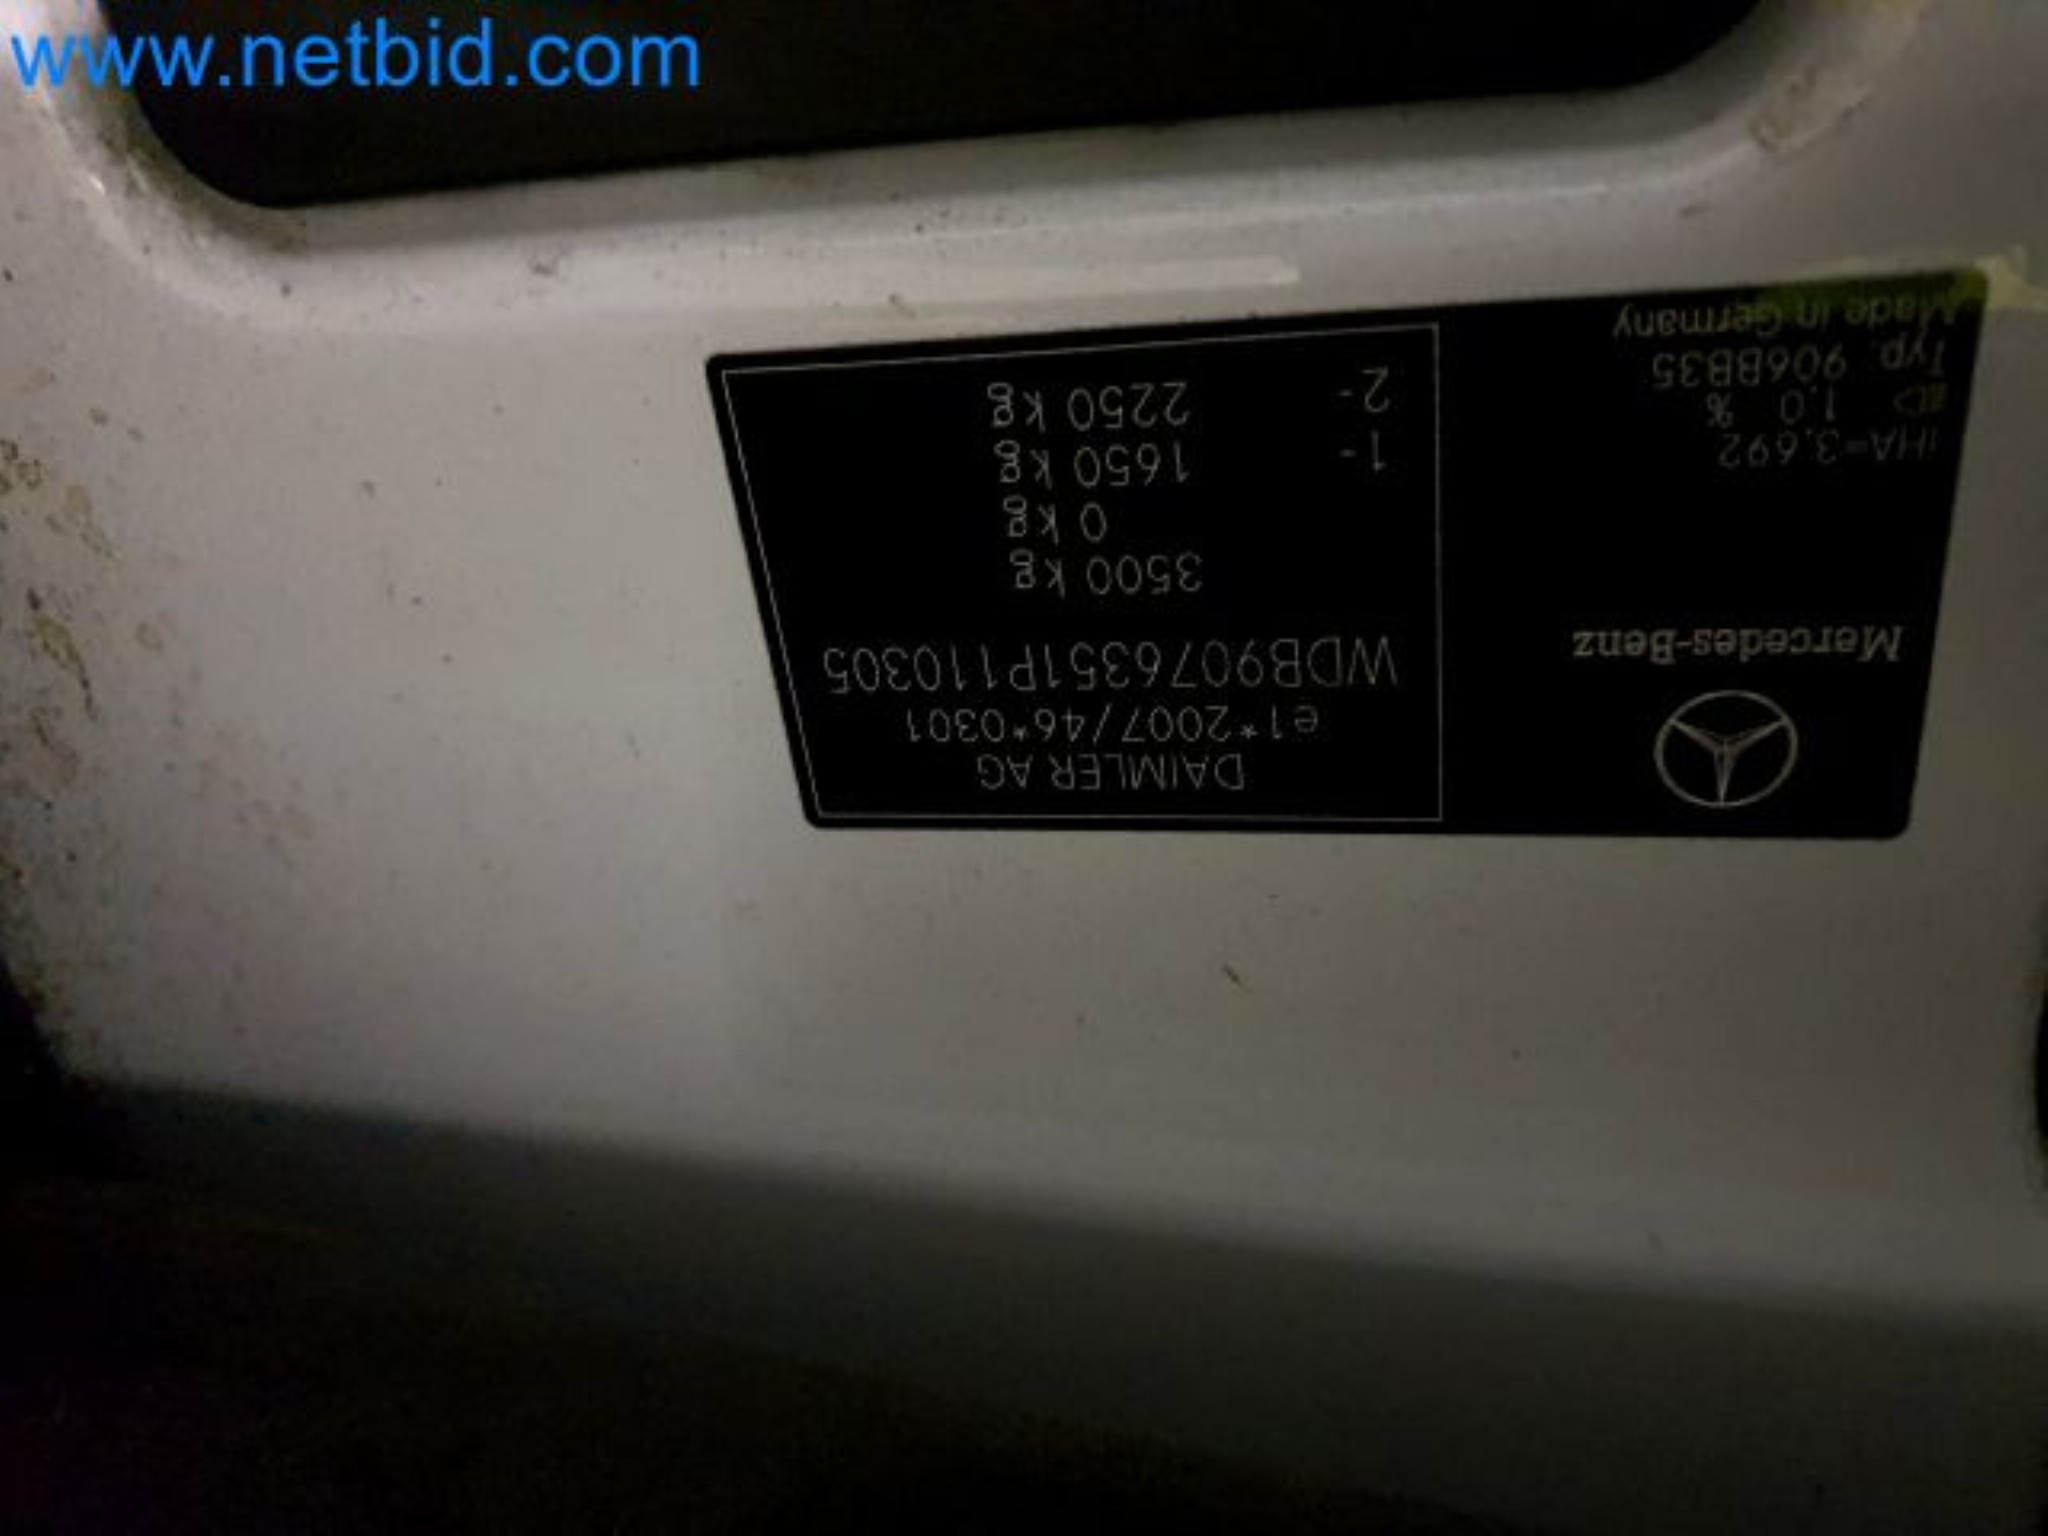 www.netbid.com
Mercedes-Benz
iHA=3.692
1.0 %
Typ: 906BB35
Made in Germany
DAIMLER AG
e1*2007/46*0301
WDB9076351P110305
3500 kg
0 kg
1- 1650 kg
2- 2250 kg